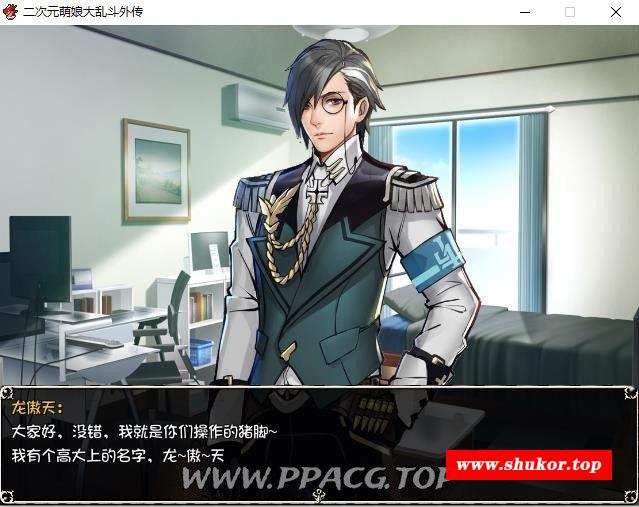 二次元萌娘大乱斗外传
龙傲天：
大家好，没错，我就是你们操作的猪脚~
我有个高大上的名字，龙~傲~天
WWW.PPACG.TOP
www.shukor.top